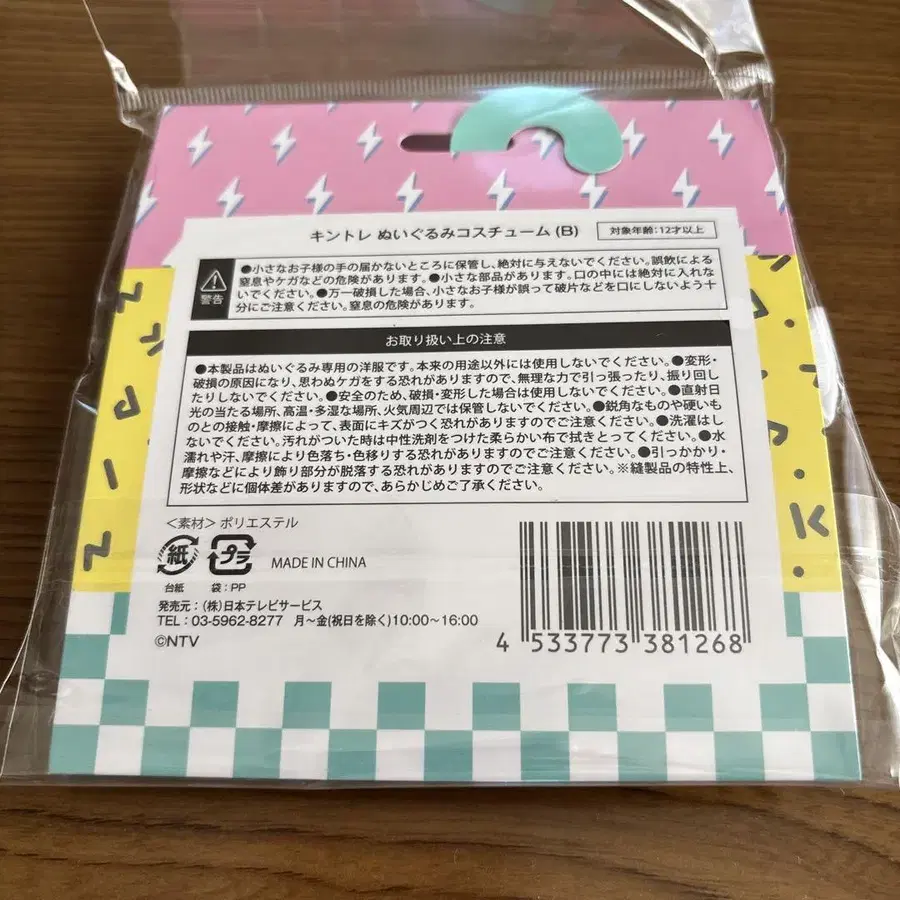 キントレ ぬいぐるみコスチューム (B)
対象年齢:12才以上
警告
●小さなお子様の手の届かないところに保管し、絶対に与えないでください。誤飲による
窒息やケガなどの危険があります。●小さな部品があります。口の中には絶対に入れな
いでください。●万一破損した場合、小さなお子様が誤って破片などを口にしないよう十
分にご注意ください。窒息の危険があります。
お取り扱い上の注意
●本製品はぬいぐるみ専用の洋服です。本来の用途以外には使用しないでください。●変形・
破損の原因になり、思わぬケガをする恐れがありますので、無理な力で引っ張ったり、振り回し
たりしないでください。●安全のため、破損・変形した場合は使用しないでください。●直射日
光の当たる場所、高温・多湿な場所、火気周辺では保管しないでください。●鋭角なものや硬いも
のとの接触・摩擦によって、表面にキズがつく恐れがありますのでご注意ください。●洗濯はし
ないでください。汚れがついた時は中性洗剤をつけた柔らかい布で拭きとってください。●水
濡れや汗、摩擦により色落ち・色移りする恐れがありますのでご注意ください。●引っかかり・
摩擦などにより飾り部分が脱落する恐れがありますのでご注意ください。※縫製品の特性上、
形状などに個体差がありますので、あらかじめご了承ください。
<素材> ポリエステル
紙 プラ MADE IN CHINA
台紙 袋:PP
発売元:(株)日本テレビサービス
TEL:03-5962-8277 月〜金(祝日を除く)10:00〜16:00
©NTV
4 533773 381268